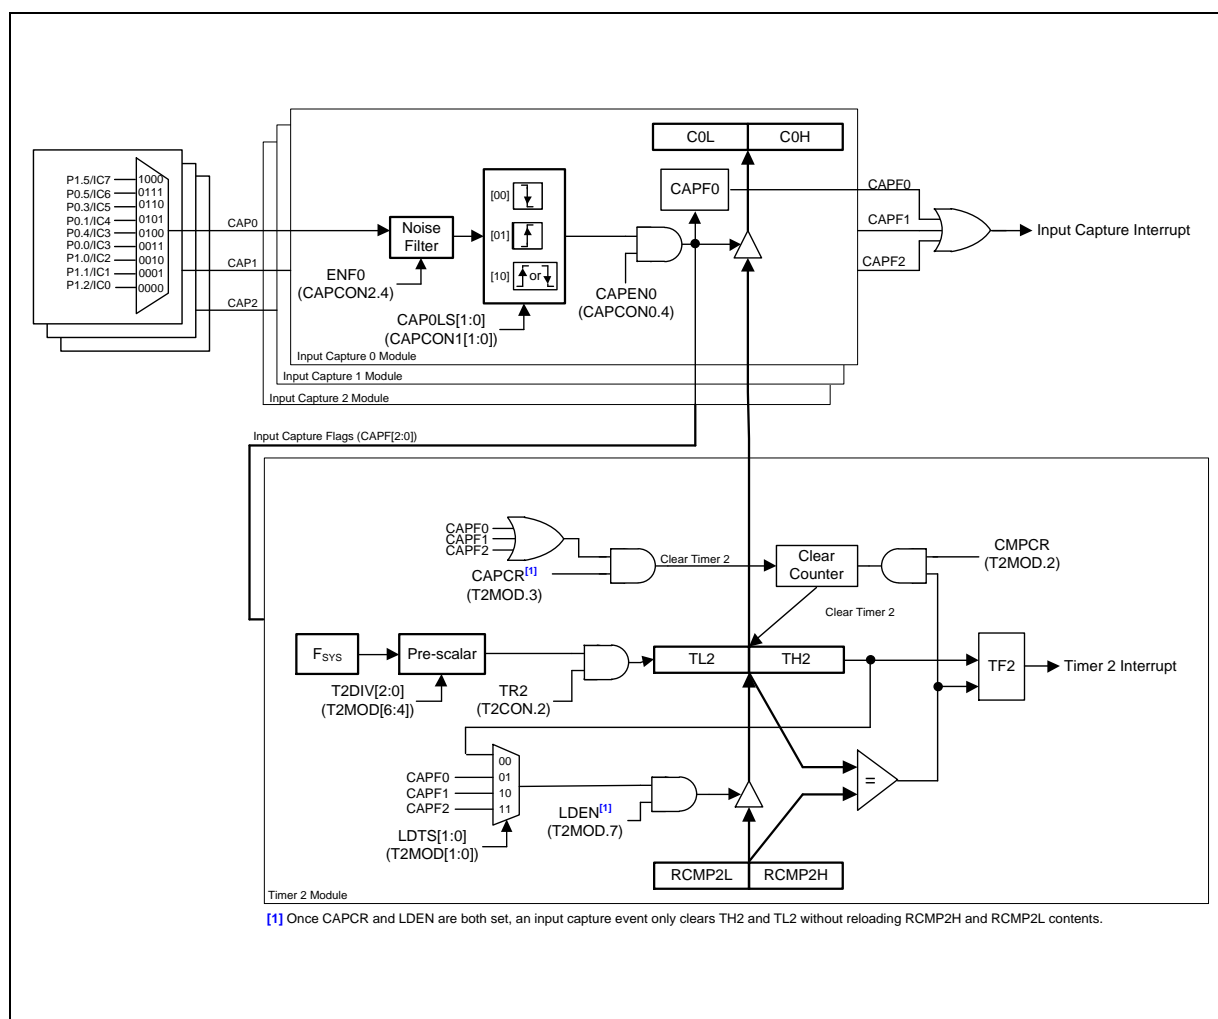 C0L C0H
P1.5/IC7 1000
P0.5/IC6 0111
P0.3/IC5 0110
P0.1/IC4 0101
P0.4/IC3 0100
P0.0/IC3 0011
P1.0/IC2 0010
P1.1/IC1 0001
P1.2/IC0 0000
CAP0
CAP1
CAP2
Noise
Filter
ENF0
(CAPCON2.4)
[00]
[01]
[10] or
CAP0LS[1:0]
(CAPCON1[1:0])
CAPEN0
(CAPCON0.4)
CAPF0
CAPF0
CAPF1
CAPF2
Input Capture Interrupt
Input Capture 0 Module
Input Capture 1 Module
Input Capture 2 Module
Input Capture Flags (CAPF[2:0])
CAPF0
CAPF1
CAPF2
CAPCR[1]
(T2MOD.3)
Clear Timer 2
Clear
Counter
CMPCR
(T2MOD.2)
Clear Timer 2
FSYS
Pre-scalar
T2DIV[2:0]
(T2MOD[6:4])
TR2
(T2CON.2)
TL2 TH2
TF2
Timer 2 Interrupt
00
CAPF0 01
CAPF1 10
CAPF2 11
LDTS[1:0]
(T2MOD[1:0])
LDEN[1]
(T2MOD.7)
=
RCMP2L RCMP2H
Timer 2 Module
[1] Once CAPCR and LDEN are both set, an input capture event only clears TH2 and TL2 without reloading RCMP2H and RCMP2L contents.